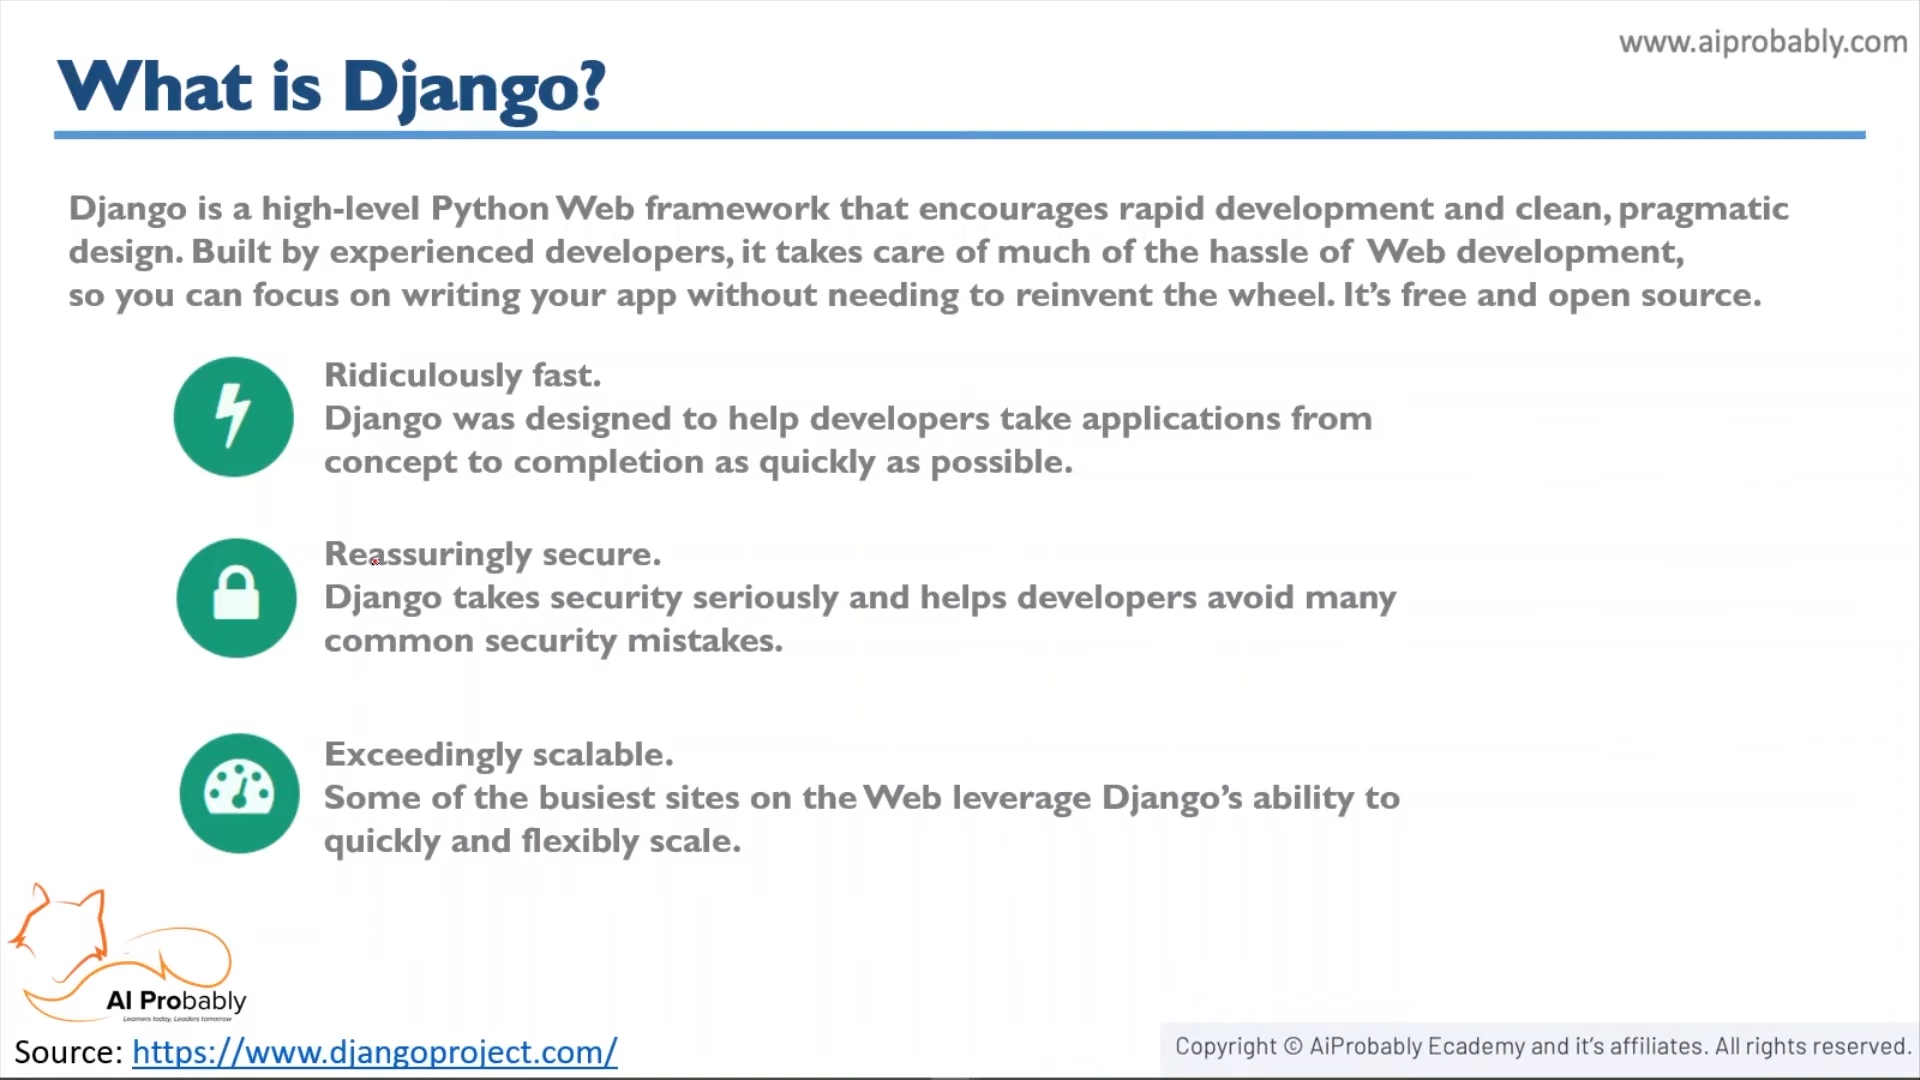 www.aiprobably.com
What is Django?
Django is a high-level Python Web framework that encourages rapid development and clean, pragmatic
design. Built by experienced developers, it takes care of much of the hassle of Web development,
so you can focus on writing your app without needing to reinvent the wheel. It’s free and open source.
Ridiculously fast.
Django was designed to help developers take applications from
concept to completion as quickly as possible.
Reassuringly secure.
Django takes security seriously and helps developers avoid many
common security mistakes.
Exceedingly scalable.
Some of the busiest sites on the Web leverage Django’s ability to
quickly and flexibly scale.
AI Probably
Learners today, Leaders tomorrow
Source: https://www.djangoproject.com/
Copyright © AiProbably Ecademy and it’s affiliates. All rights reserved.